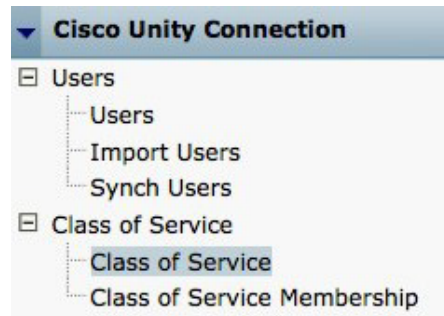 Cisco Unity Connection
Users
Users
Import Users
Synch Users
Class of Service
Class of Service
Class of Service Membership